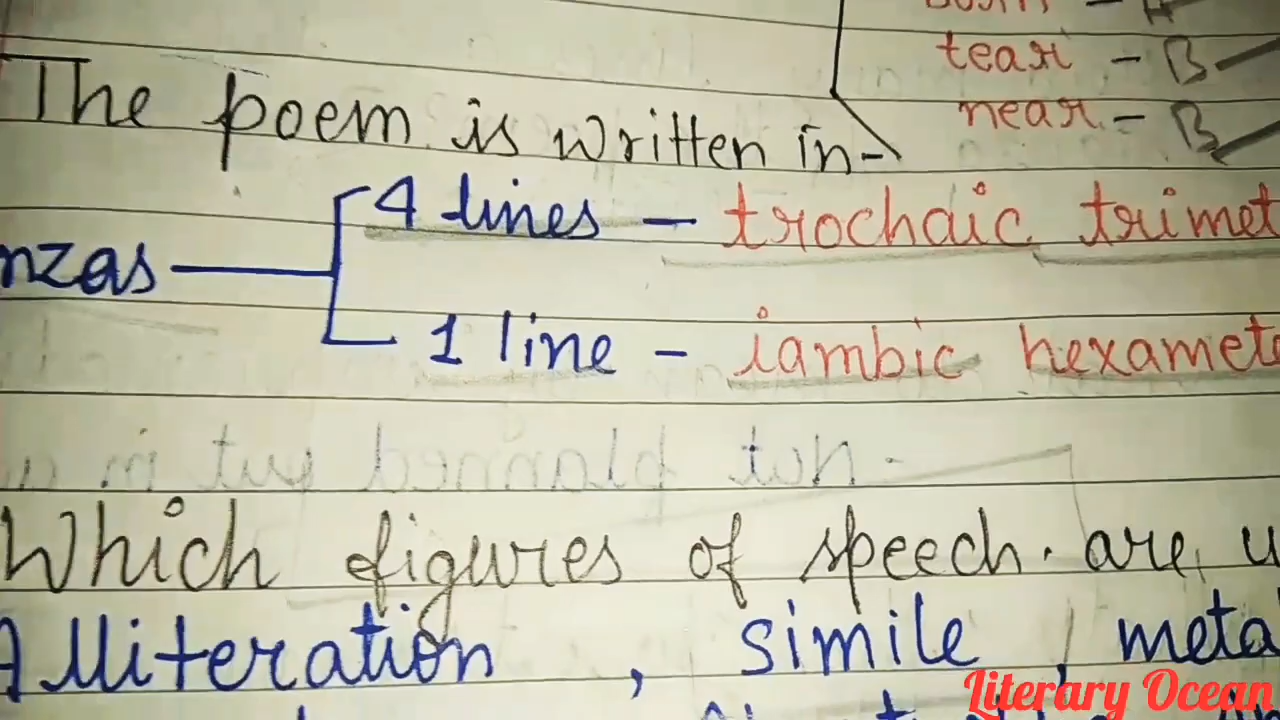 tear - B
near - B
The poem is written in-
nzas 4 lines - trochaic trimet
1 line - iambic hexamet
Which figures of speech are u
Alliteration, simile, meta
Literary Ocean